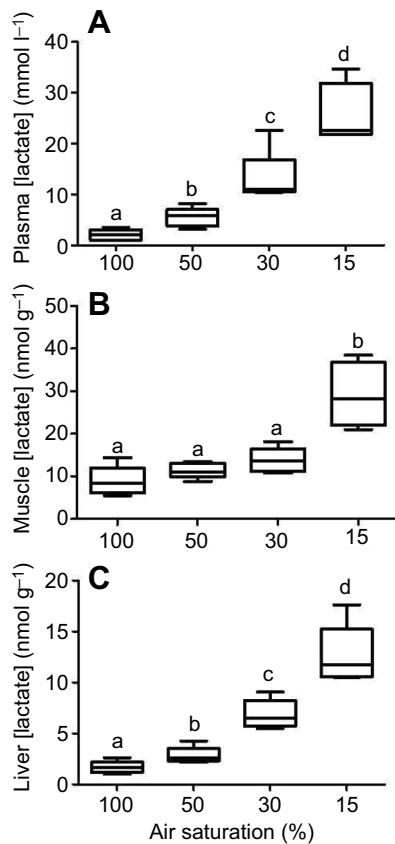 A
Plasma [lactate] (mmol l⁻¹)
40
30
20
10
0
a
b
c
d
100 50 30 15
B
Muscle [lactate] (nmol g⁻¹)
50
40
30
20
10
0
a
a
a
b
100 50 30 15
C
Liver [lactate] (nmol g⁻¹)
20
15
10
5
0
a
b
c
d
100 50 30 15
Air saturation (%)